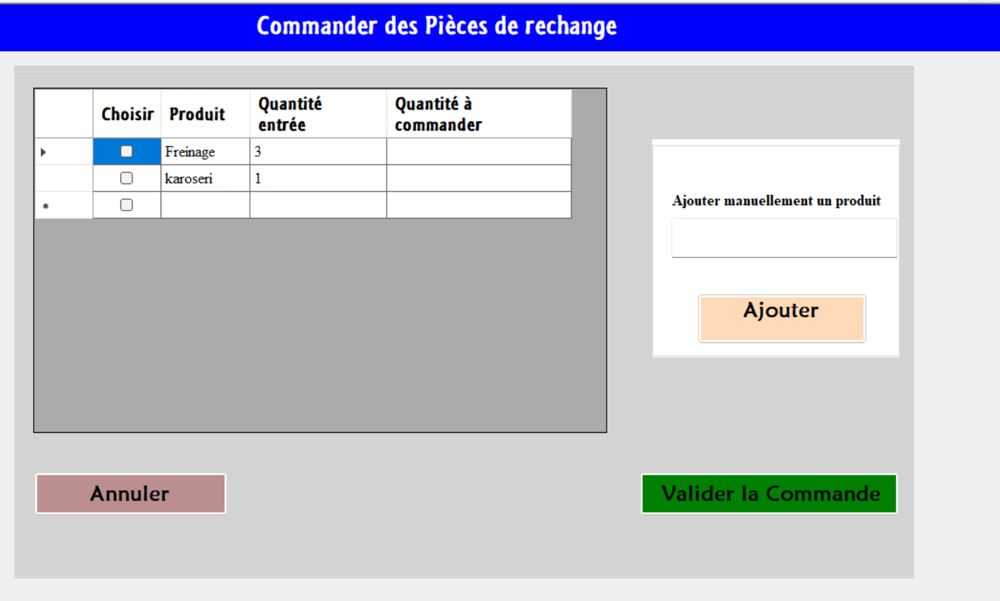 Commander des Pièces de rechange
Choisir Produit Quantité entrée Quantité à commander
Freinage 3
karoseri 1
Ajouter manuellement un produit
Ajouter
Annuler
Valider la Commande